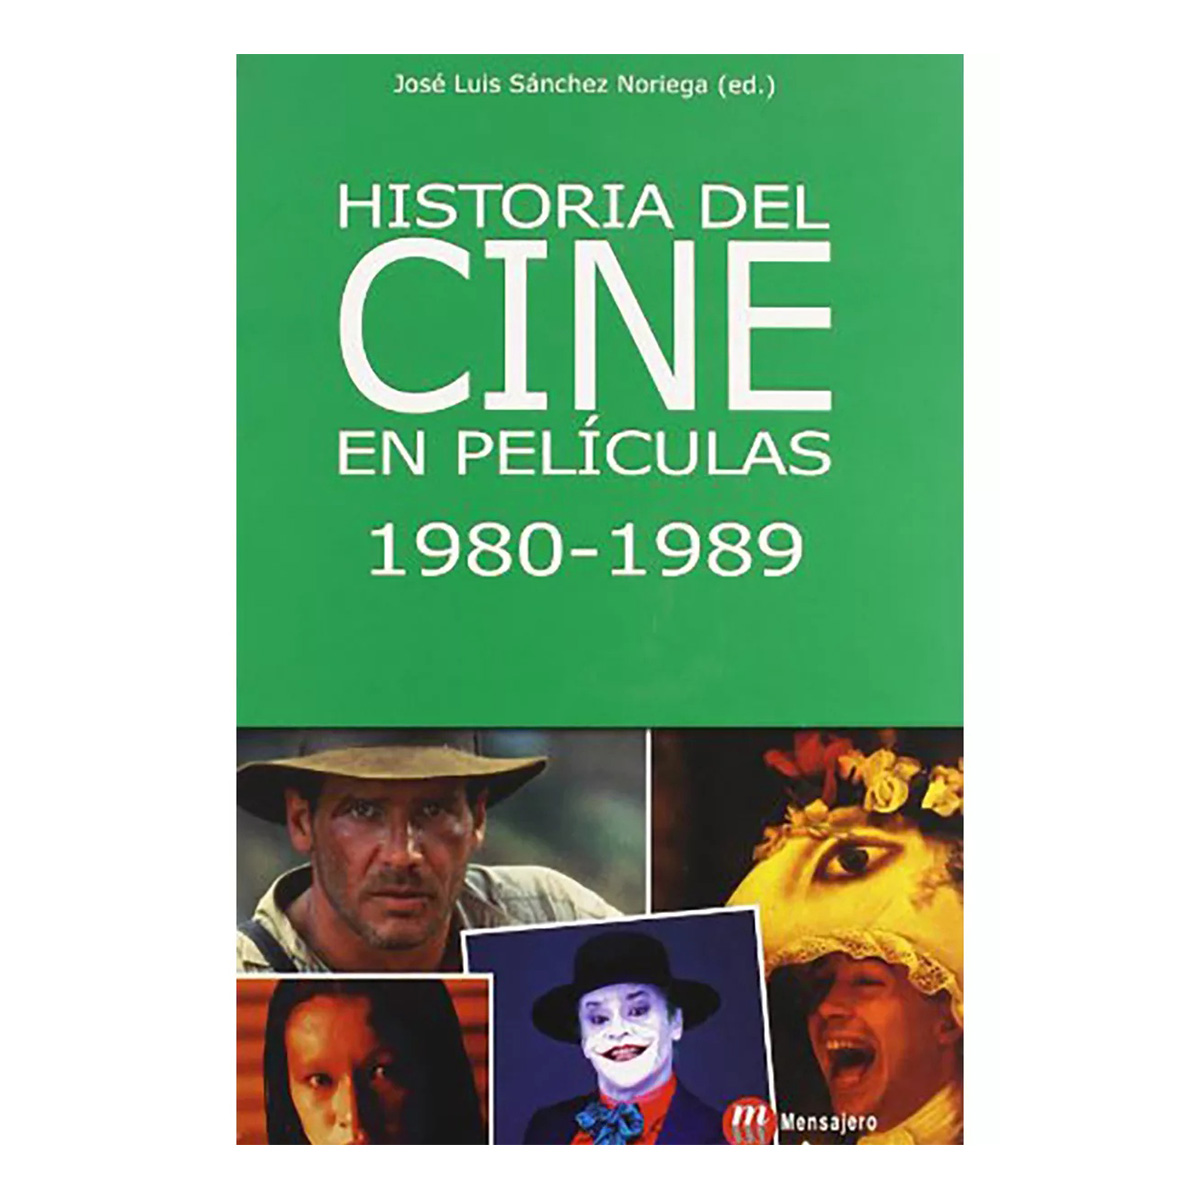 José Luis Sánchez Noriega (ed.)
HISTORIA DEL
CINE
EN PELÍCULAS
1980-1989
m
Mensajero